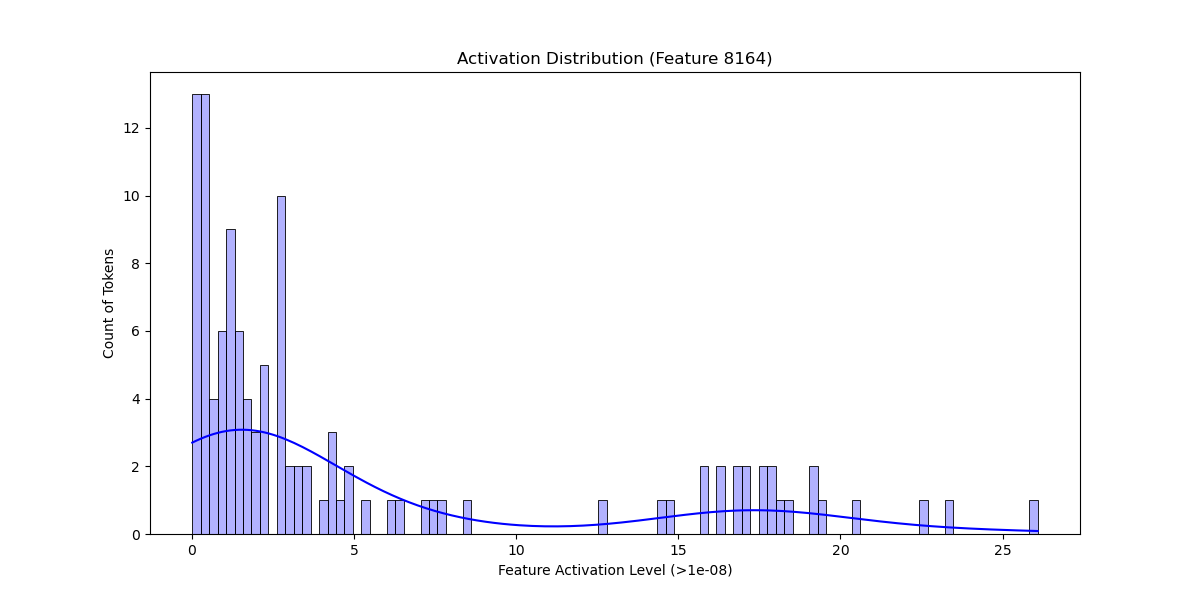 Activation Distribution (Feature 8164)
12
10
8
6
4
2
0
Count of Tokens
0 5 10 15 20 25
Feature Activation Level (>1e-08)